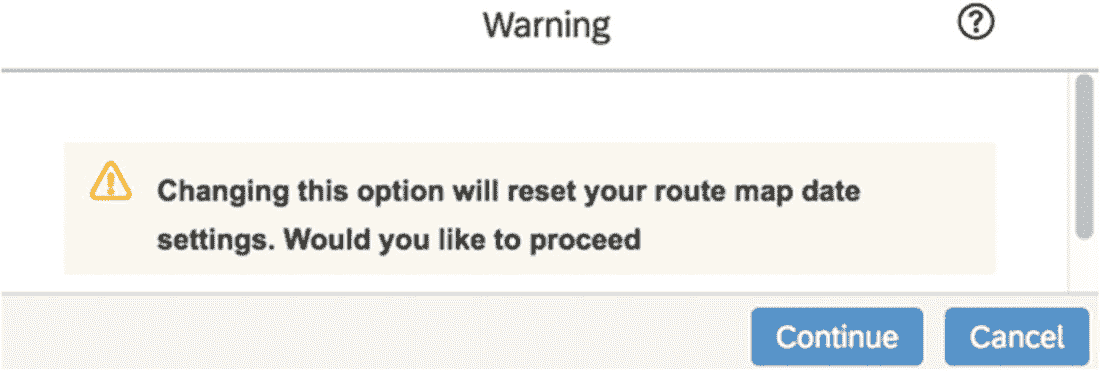 Warning
Changing this option will reset your route map date
settings. Would you like to proceed
Continue Cancel